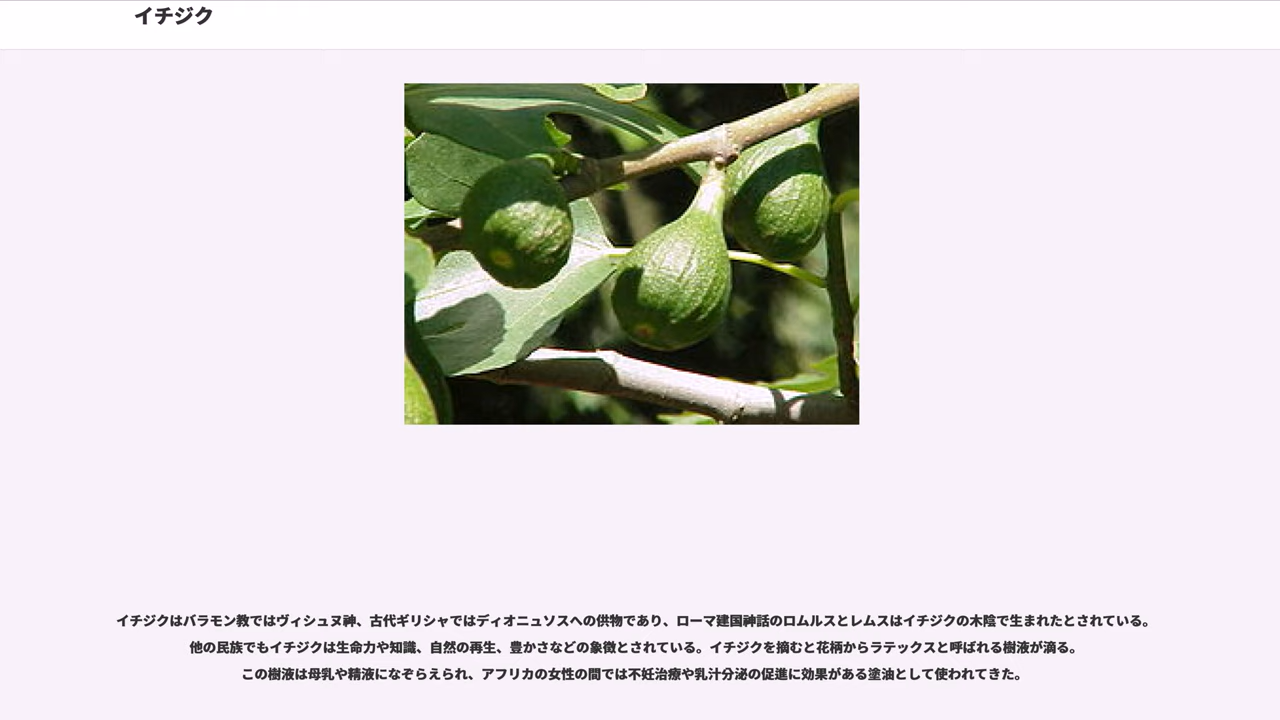 イチジク
イチジクはバラモン教ではヴィシュヌ神、古代ギリシャではディオニュソスへの供物であり、ローマ建国神話のロムルスとレムスはイチジクの木陰で生まれたとされている。
他の民族でもイチジクは生命力や知識、自然の再生、豊かさなどの象徴とされている。イチジクを摘むと花柄からラテックスと呼ばれる樹液が滴る。
この樹液は母乳や精液になぞらえられ、アフリカの女性の間では不妊治療や乳汁分泌の促進に効果がある塗油として使われてきた。